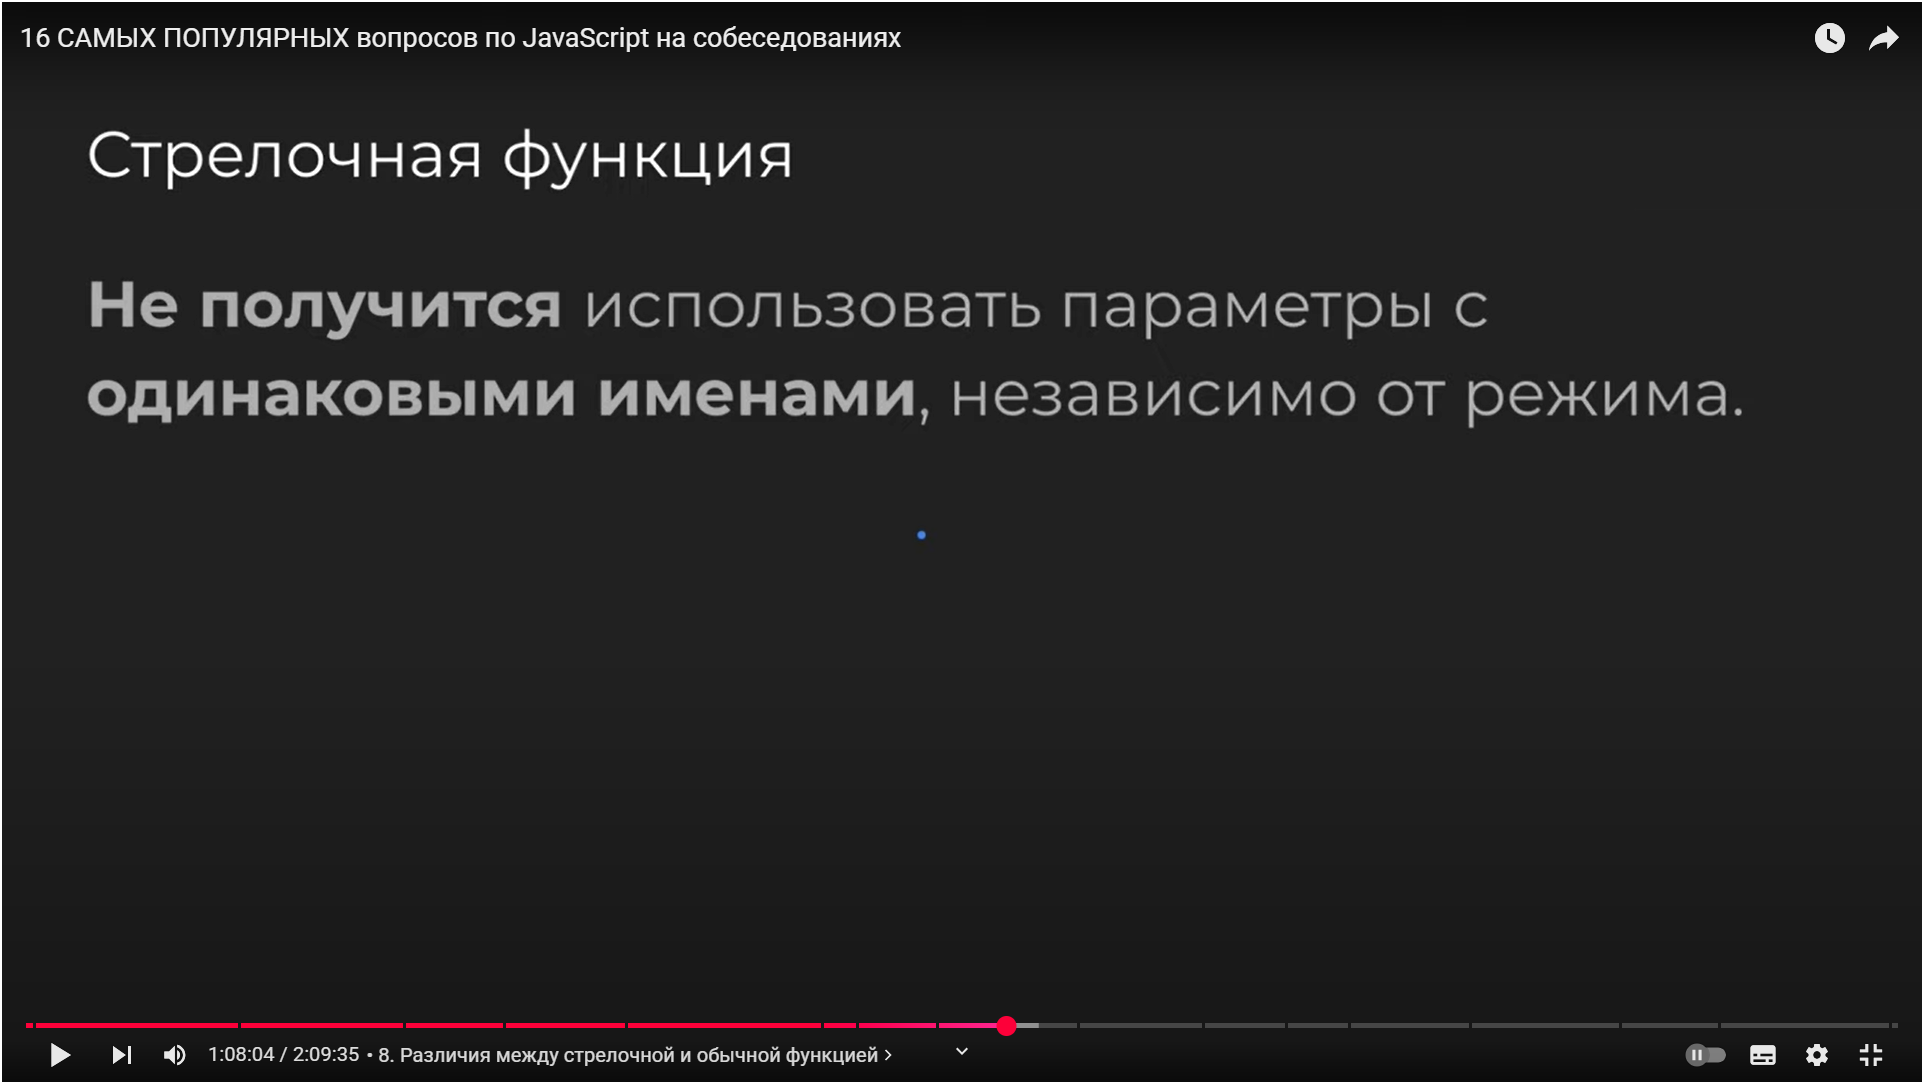 16 САМЫХ ПОПУЛЯРНЫХ вопросов по JavaScript на собеседованиях
Стрелочная функция
Не получится использовать параметры с
одинаковыми именами, независимо от режима.
1:08:04 / 2:09:35 • 8. Различия между стрелочной и обычной функцией